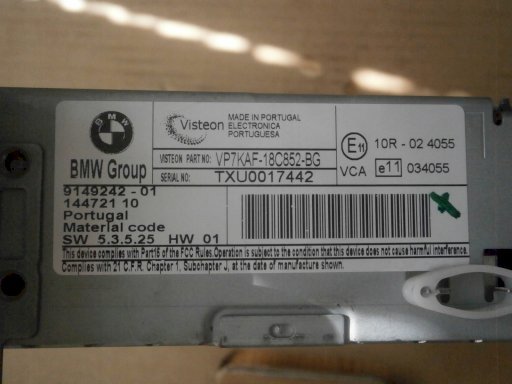 BMW
BMW Group
Visteon
MADE IN PORTUGAL
ELECTRONICA
PORTUGUESA
VISTEON PART NO: VP7KAF-18C852-BG
SERIAL NO: TXU0017442
E11 10R - 02 4055
VCA e11 034055
9149242 - 01
144721 10
Portugal
Material code
SW 5.3.5.25 HW 01
This device complies with Part15 of the FCC Rules.Operation is subject to the condition that this device does not cause harmful interference.
Complies with 21 C.F.R. Chapter 1, Subchapter J, at the date of manufacture shown.